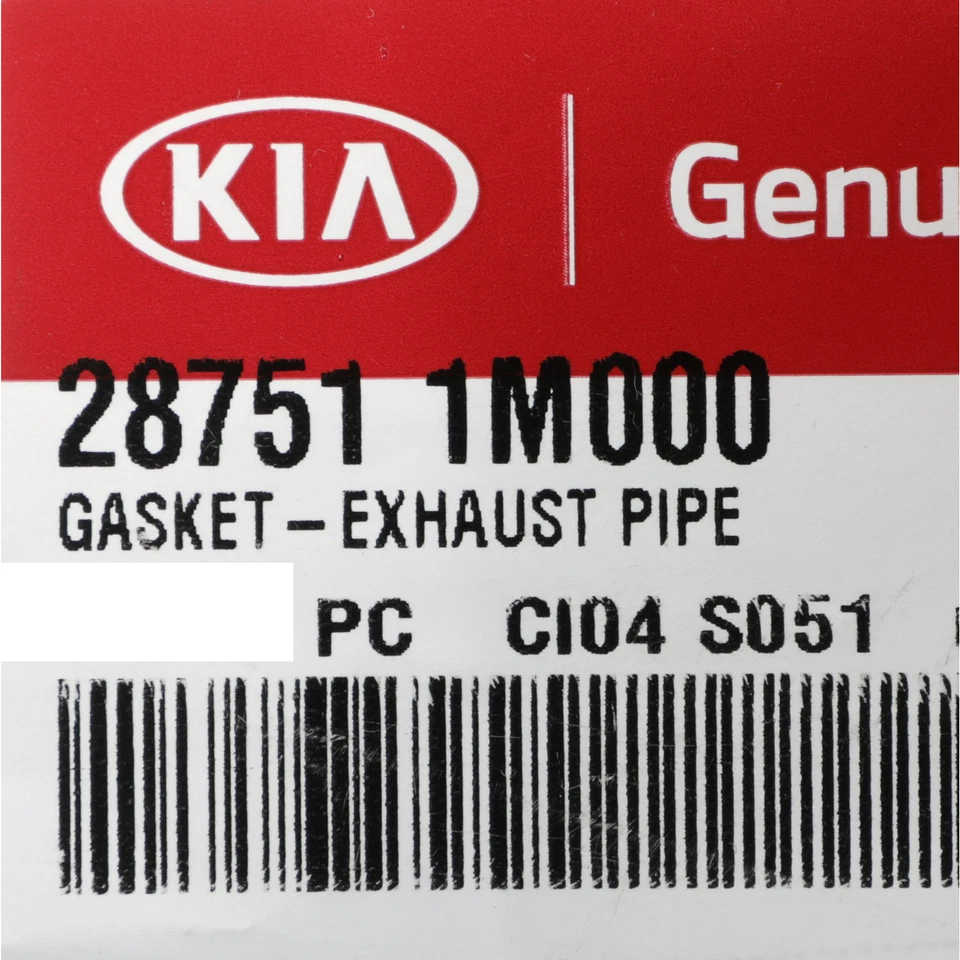 KIA
Genu
28751 1M000
GASKET-EXHAUST PIPE
PC CI04 S051